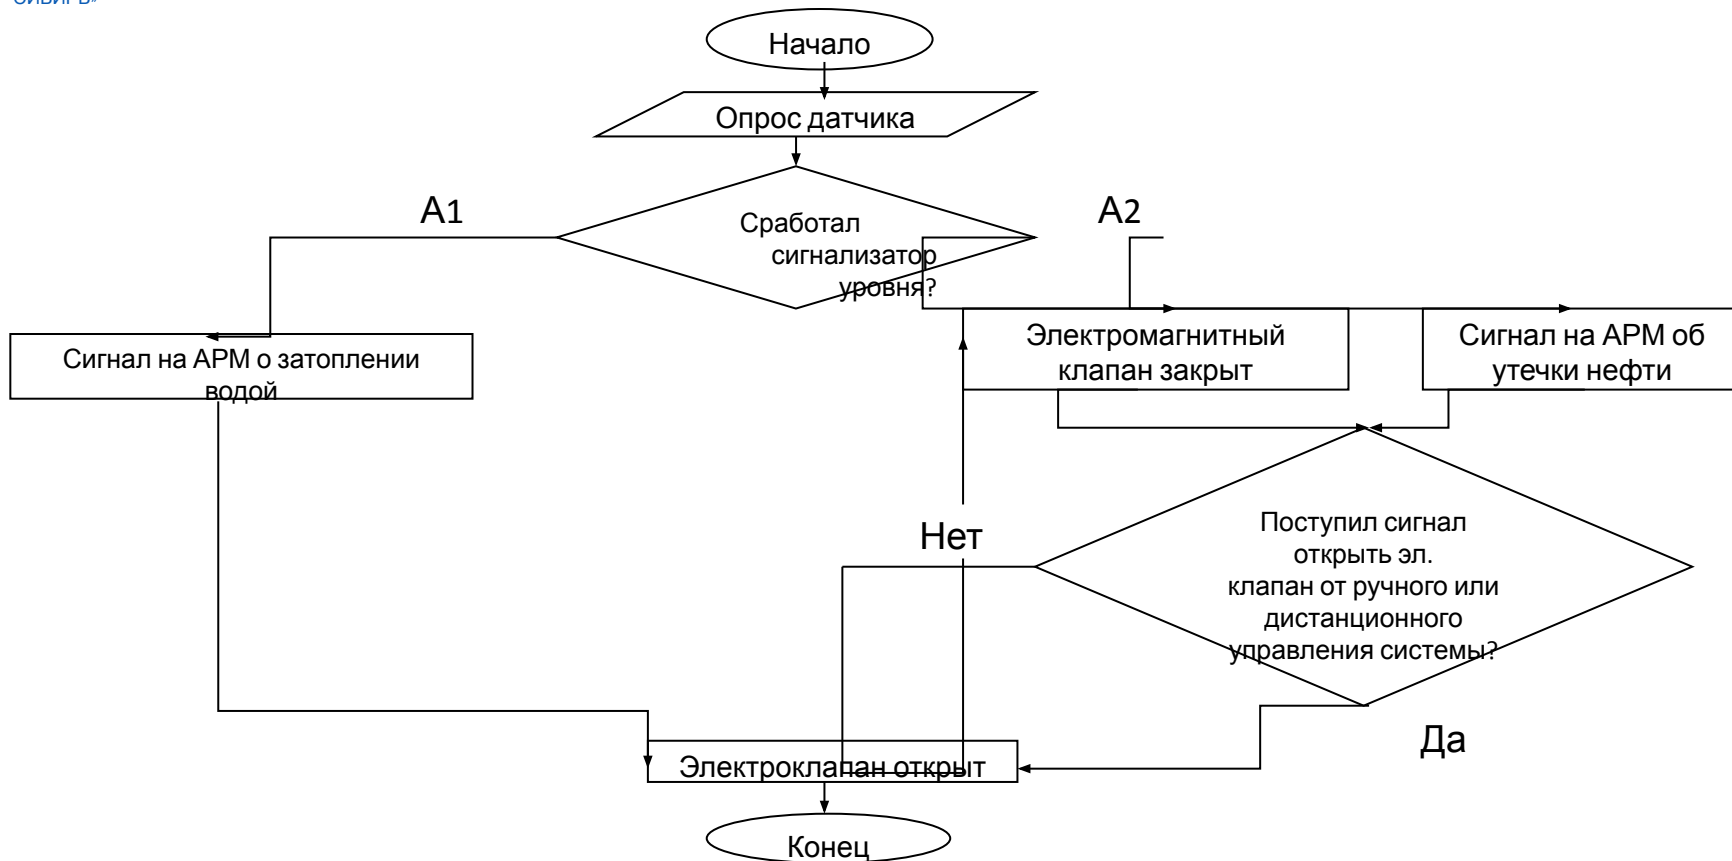 Начало
Опрос датчика
А1
А2
Сработал
сигнализатор
уровня?
Сигнал на АРМ о затоплении
водой
Электромагнитный
клапан закрыт
Сигнал на АРМ об
утечки нефти
Нет
Поступил сигнал
открыть эл.
клапан от ручного или
дистанционного
управления системы?
Да
Электроклапан открыт
Конец